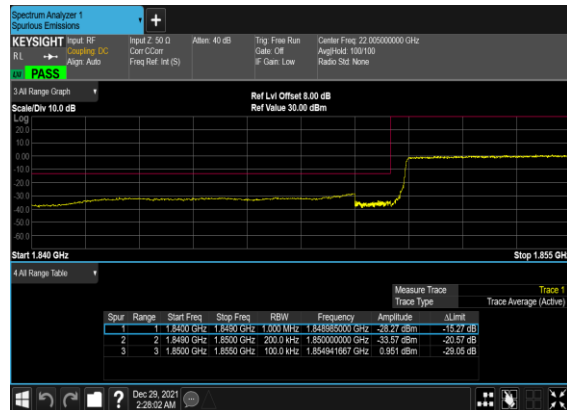 Spectrum Analyzer 1
Spurious Emissions
+
KEYSIGHT Input: RF Input Z: 50 Ω Atten: 40 dB Trig: Free Run Center Freq: 22.005000000 GHz
RL Coupling: DC Corr CCorr Gate: Off Avg|Hold: 100/100
Align: Auto Freq Ref: Int (S) IF Gain: Low Radio Std: None
PASS
3 All Range Graph Ref Lvl Offset 8.00 dB
Scale/Div 10.0 dB Ref Value 30.00 dBm
Log
20.0
10.0
0.00
-10.0
-20.0
-30.0
-40.0
-50.0
-60.0
Start 1.840 GHz Stop 1.855 GH
4 All Range Table
Measure Trace Trace 1
Trace Type Trace Average (Active)
Spur Range Start Freq Stop Freq RBW Frequency Amplitude ΔLimit
1 1 1.8400 GHz 1.8490 GHz 1.000 MHz 1.848985000 GHz -28.27 dBm -15.27 dB
2 2 1.8490 GHz 1.8500 GHz 200.0 kHz 1.850000000 GHz -33.57 dBm -20.57 dB
3 3 1.8500 GHz 1.8550 GHz 100.0 kHz 1.854941667 GHz 0.951 dBm -29.05 dB
? Dec 29, 2021
2:28:02 AM